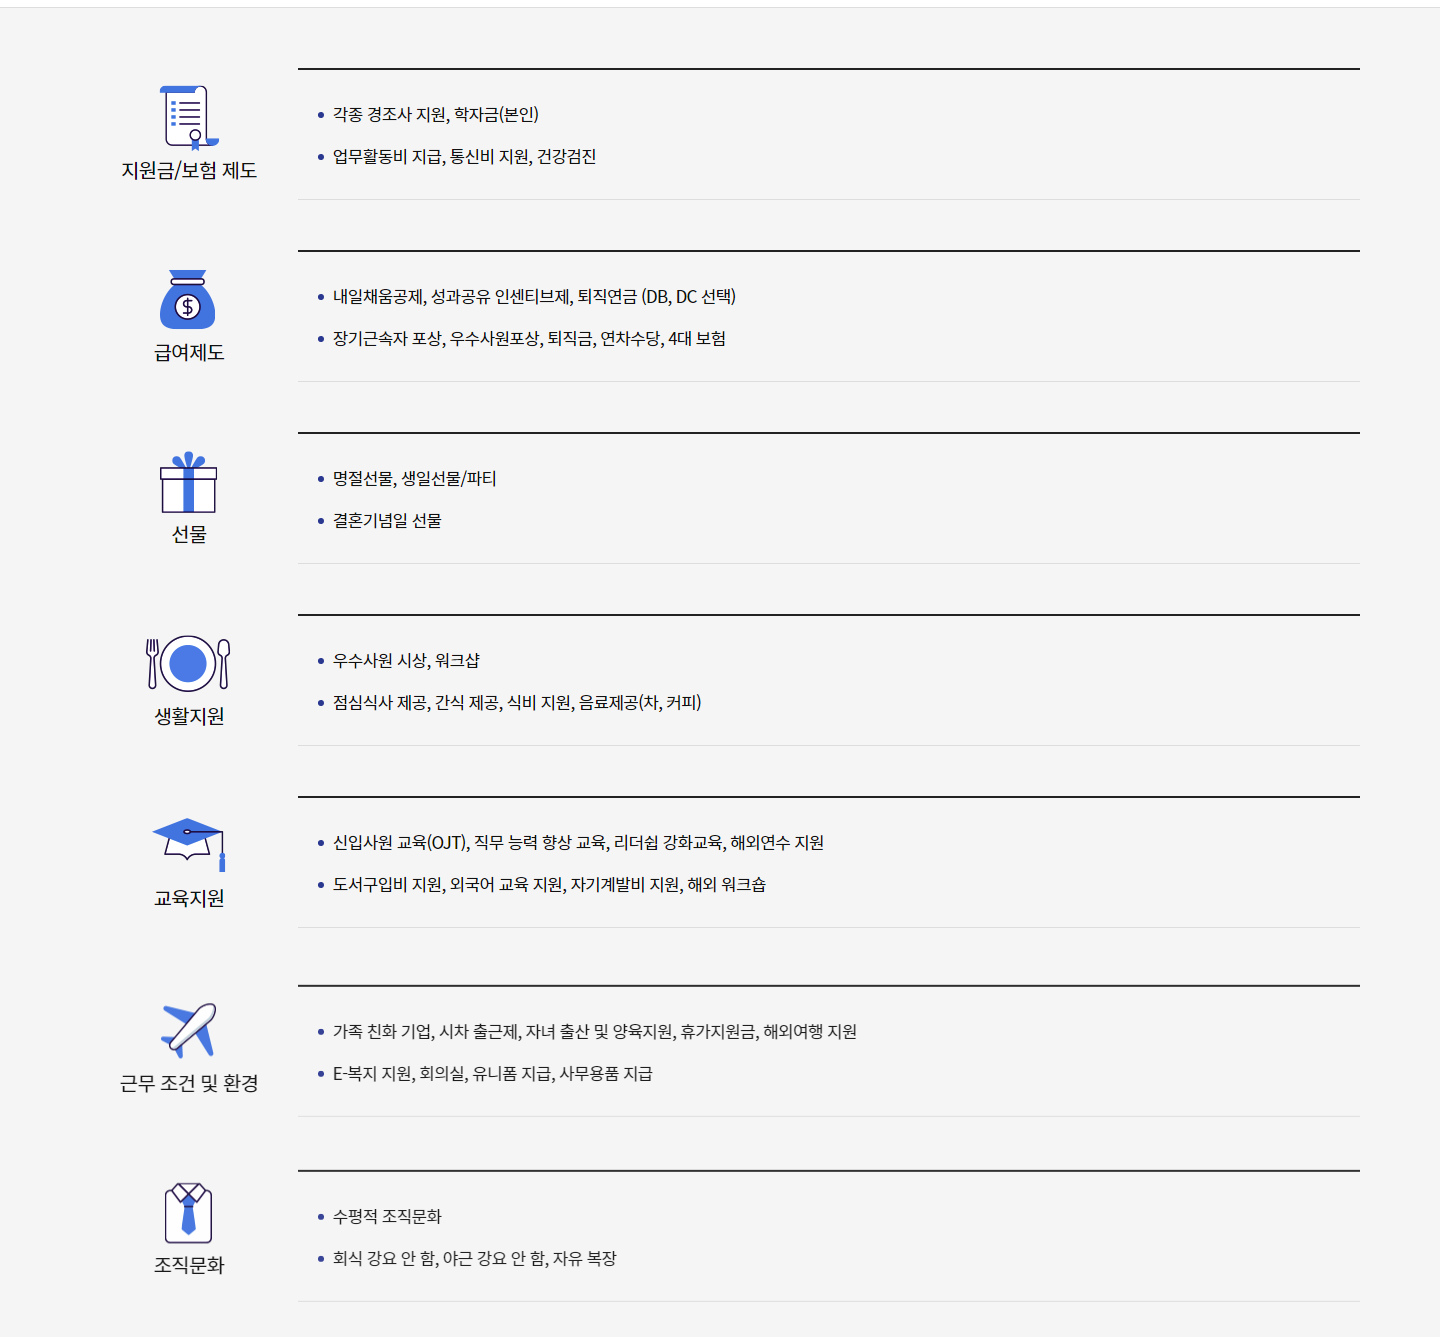 지원금/보험 제도
각종 경조사 지원, 학자금(본인)
업무활동비 지급, 통신비 지원, 건강검진
급여제도
내일채움공제, 성과공유 인센티브제, 퇴직연금 (DB, DC 선택)
장기근속자 포상, 우수사원포상, 퇴직금, 연차수당, 4대 보험
선물
명절선물, 생일선물/파티
결혼기념일 선물
생활지원
우수사원 시상, 워크샵
점심식사 제공, 간식 제공, 식비 지원, 음료제공(차, 커피)
교육지원
신입사원 교육(OJT), 직무 능력 향상 교육, 리더쉽 강화교육, 해외연수 지원
도서구입비 지원, 외국어 교육 지원, 자기계발비 지원, 해외 워크숍
근무 조건 및 환경
가족 친화 기업, 시차 출근제, 자녀 출산 및 양육지원, 휴가지원금, 해외여행 지원
E-복지 지원, 회의실, 유니폼 지급, 사무용품 지급
조직문화
수평적 조직문화
회식 강요 안 함, 야근 강요 안 함, 자유 복장